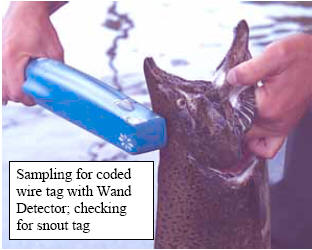 Sampling for coded
wire tag with Wand
Detector; checking
for snout tag